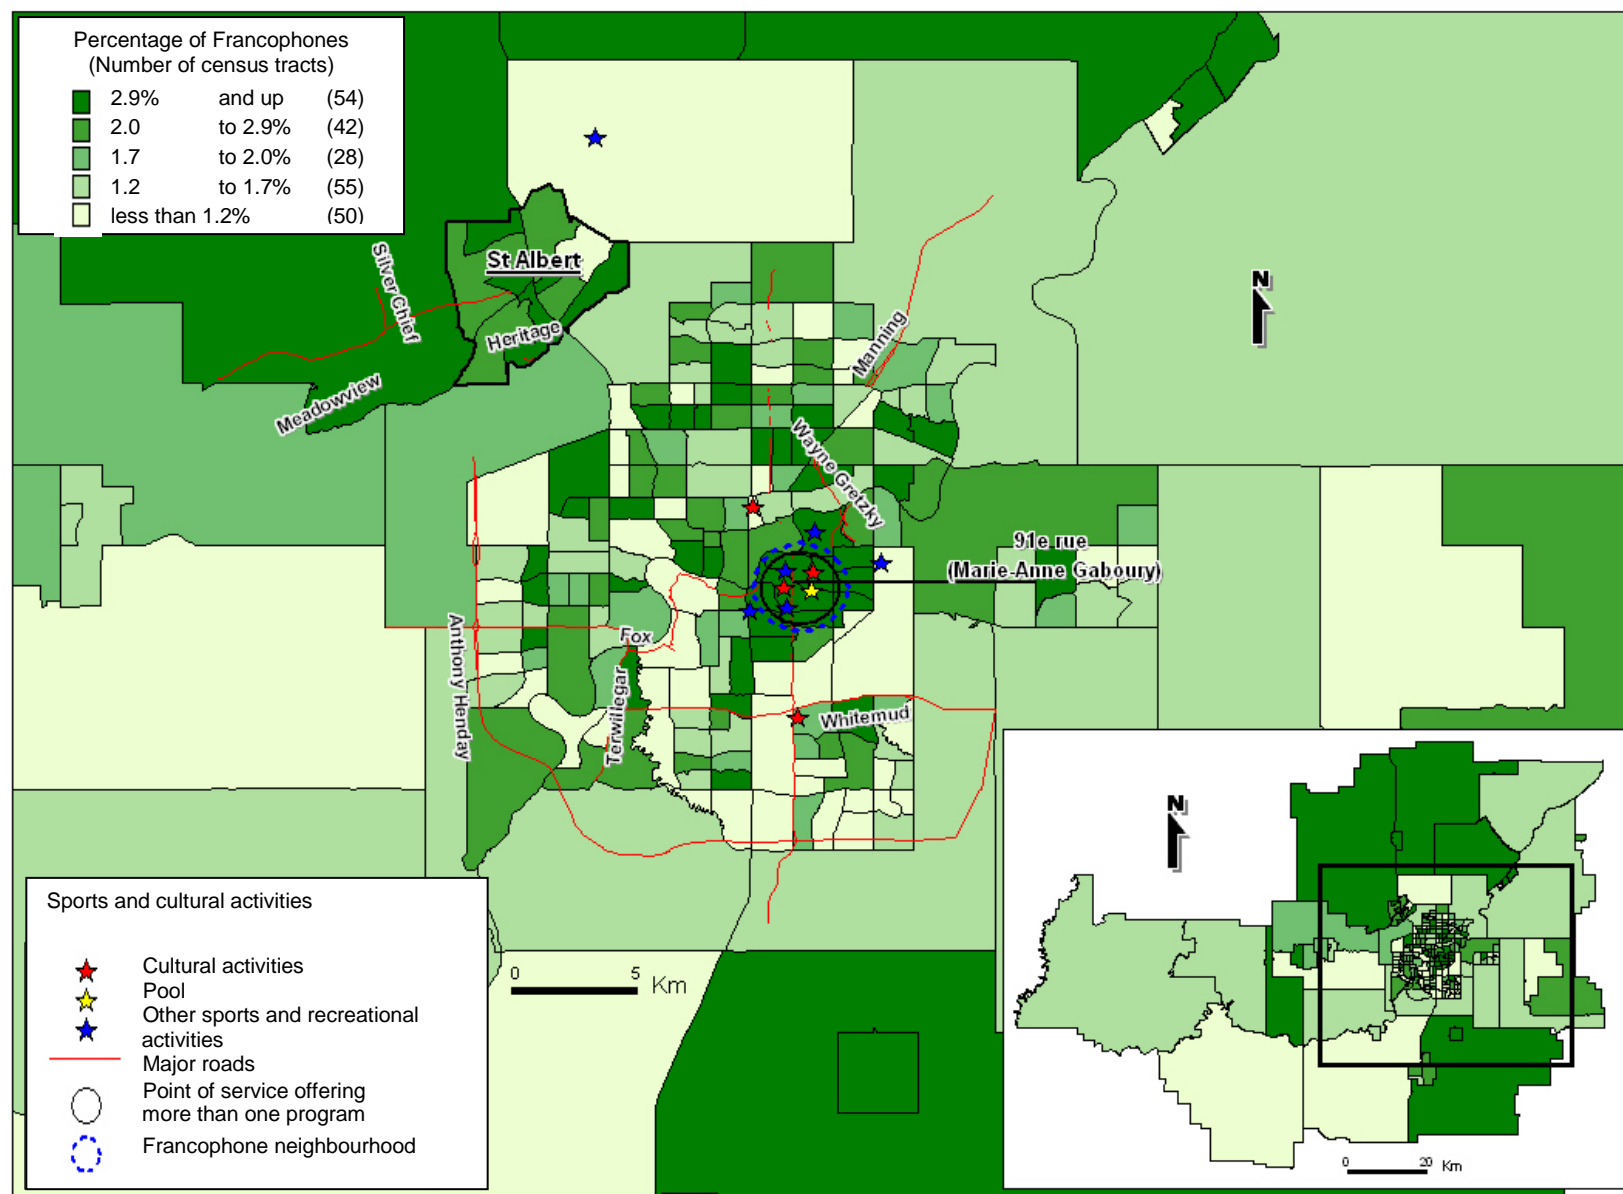 Percentage of Francophones
(Number of census tracts)
2.9% and up (54)
2.0 to 2.9% (42)
1.7 to 2.0% (28)
1.2 to 1.7% (55)
less than 1.2% (50)
N
St Albert
Silver Chief
Heritage
Meadowview
Manning
Wayne Gretzky
91e rue
(Marie-Anne Gaboury)
Fox
Anthony Henday
Terwillegar
Whitemud
0 5 Km
Sports and cultural activities
Cultural activities
Pool
Other sports and recreational
activities
Major roads
Point of service offering
more than one program
Francophone neighbourhood
N
0 20 Km